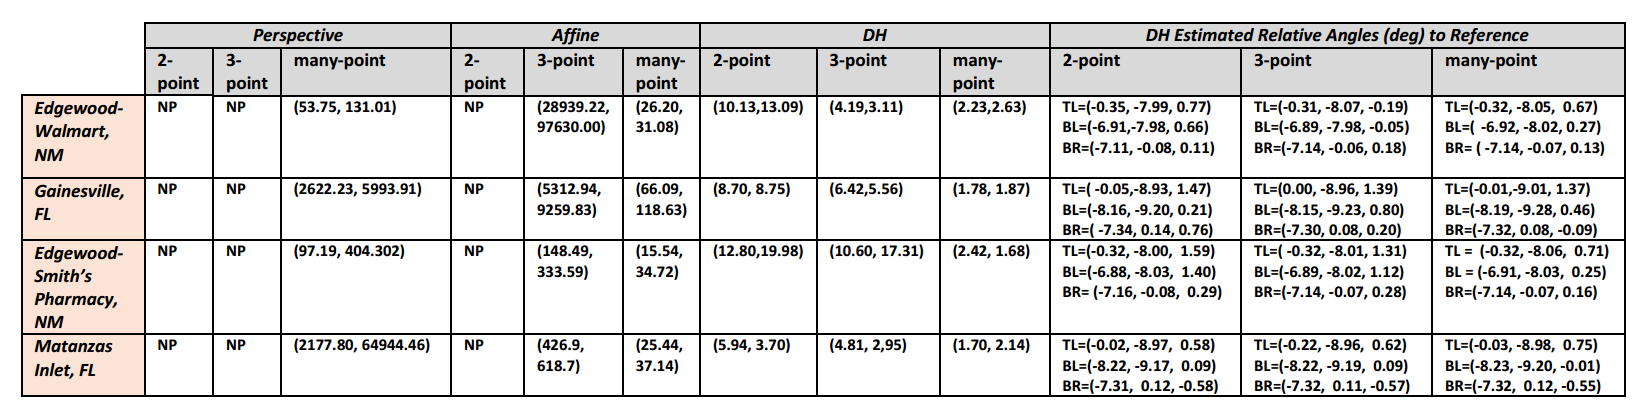 Perspective Affine DH DH Estimated Relative Angles (deg) to Reference
2-point 3-point many-point 2-point 3-point many-point 2-point 3-point many-point 2-point 3-point many-point
Edgewood- NP NP (53.75, 131.01) NP (28939.22, (26.20, (10.13,13.09) (4.19,3.11) (2.23,2.63) TL=(-0.35, -7.99, 0.77) TL=(-0.31, -8.07, -0.19) TL=(-0.32, -8.05, 0.67)
Walmart, 97630.00) 31.08) BL=(-6.91,-7.98, 0.66) BL=(-6.89, -7.98, -0.05) BL=( -6.92, -8.02, 0.27)
NM BR=(-7.11, -0.08, 0.11) BR=(-7.14, -0.06, 0.18) BR= ( -7.14, -0.07, 0.13)
Gainesville, NP NP (2622.23, 5993.91) NP (5312.94, (66.09, (8.70, 8.75) (6.42,5.56) (1.78, 1.87) TL=( -0.05,-8.93, 1.47) TL=(0.00, -8.96, 1.39) TL=(-0.01,-9.01, 1.37)
FL 9259.83) 118.63) BL=(-8.16, -9.20, 0.21) BL=(-8.15, -9.23, 0.80) BL=(-8.19, -9.28, 0.46)
BR=( -7.34, 0.14, 0.76) BR=(-7.30, 0.08, 0.20) BR=(-7.32, 0.08, -0.09)
Edgewood- NP NP (97.19, 404.302) NP (148.49, (15.54, (12.80,19.98) (10.60, 17.31) (2.42, 1.68) TL=(-0.32, -8.00, 1.59) TL=( -0.32, -8.01, 1.31) TL = (-0.32, -8.06, 0.71)
Smith's 333.59) 34.72) BL=(-6.88, -8.03, 1.40) BL=(-6.89, -8.02, 1.12) BL = (-6.91, -8.03, 0.25)
Pharmacy, BR= (-7.16, -0.08, 0.29) BR=(-7.14, -0.07, 0.28) BR=(-7.14, -0.07, 0.16)
NM
Matanzas NP NP (2177.80, 64944.46) NP (426.9, (25.44, (5.94, 3.70) (4.81, 2,95) (1.70, 2.14) TL=(-0.02, -8.97, 0.58) TL=(-0.22, -8.96, 0.62) TL=(-0.03, -8.98, 0.75)
Inlet, FL 618.7) 37.14) BL=(-8.22, -9.17, 0.09) BL=(-8.22, -9.19, 0.09) BL=(-8.23, -9.20, -0.01)
BR=(-7.31, 0.12, -0.58) BR=(-7.32, 0.11, -0.57) BR=(-7.32, 0.12, -0.55)